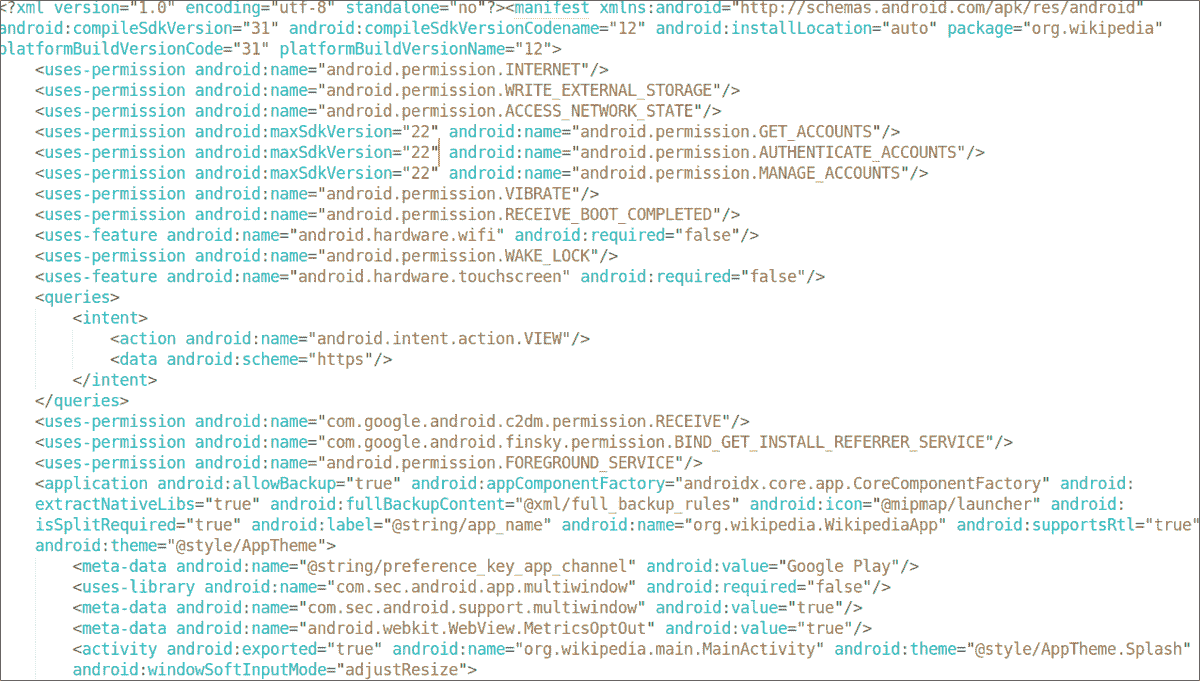 <?xml version="1.0" encoding="utf-8" standalone="no"?><manifest xmlns:android="http://schemas.android.com/apk/res/android"
android:compileSdkVersion="31" android:compileSdkVersionCodename="12" android:installLocation="auto" package="org.wikipedia"
platformBuildVersionCode="31" platformBuildVersionName="12">
<uses-permission android:name="android.permission.INTERNET"/>
<uses-permission android:name="android.permission.WRITE_EXTERNAL_STORAGE"/>
<uses-permission android:name="android.permission.ACCESS_NETWORK_STATE"/>
<uses-permission android:maxSdkVersion="22" android:name="android.permission.GET_ACCOUNTS"/>
<uses-permission android:maxSdkVersion="22" android:name="android.permission.AUTHENTICATE_ACCOUNTS"/>
<uses-permission android:maxSdkVersion="22" android:name="android.permission.MANAGE_ACCOUNTS"/>
<uses-permission android:name="android.permission.VIBRATE"/>
<uses-permission android:name="android.permission.RECEIVE_BOOT_COMPLETED"/>
<uses-feature android:name="android.hardware.wifi" android:required="false"/>
<uses-permission android:name="android.permission.WAKE_LOCK"/>
<uses-feature android:name="android.hardware.touchscreen" android:required="false"/>
<queries>
<intent>
<action android:name="android.intent.action.VIEW"/>
<data android:scheme="https"/>
</intent>
</queries>
<uses-permission android:name="com.google.android.c2dm.permission.RECEIVE"/>
<uses-permission android:name="com.google.android.finsky.permission.BIND_GET_INSTALL_REFERRER_SERVICE"/>
<uses-permission android:name="android.permission.FOREGROUND_SERVICE"/>
<application android:allowBackup="true" android:appComponentFactory="androidx.core.app.CoreComponentFactory" android:
extractNativeLibs="true" android:fullBackupContent="@xml/full_backup_rules" android:icon="@mipmap/launcher" android:
isSplitRequired="true" android:label="@string/app_name" android:name="org.wikipedia.WikipediaApp" android:supportsRtl="true"
android:theme="@style/AppTheme">
<meta-data android:name="@string/preference_key_app_channel" android:value="Google Play"/>
<uses-library android:name="com.sec.android.app.multiwindow" android:required="false"/>
<meta-data android:name="com.sec.android.support.multiwindow" android:value="true"/>
<meta-data android:name="android.webkit.WebView.MetricsOptOut" android:value="true"/>
<activity android:exported="true" android:name="org.wikipedia.main.MainActivity" android:theme="@style/AppTheme.Splash"
android:windowSoftInputMode="adjustResize">